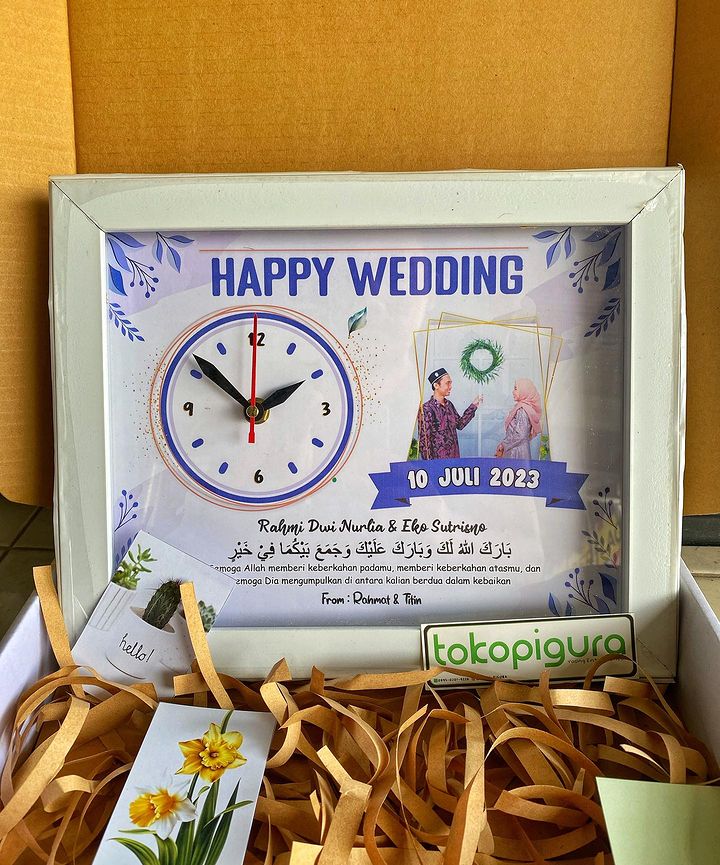 HAPPY WEDDING
12
9
3
6
10 JULI 2023
Rahmi Dwi Nurlia & Eko Sutrisno
بَارَكَ اللهُ لَكَ وَبَارَكَ عَلَيْكَ وَجَمَعَ بَيْنَكُمَا فِيْ خَيْرٍ
Semoga Allah memberi keberkahan padamu, memberi keberkahan atasmu, dan
semoga Dia mengumpulkan di antara kalian berdua dalam kebaikan
From : Rahmat & Titin
hello!
tokopigura